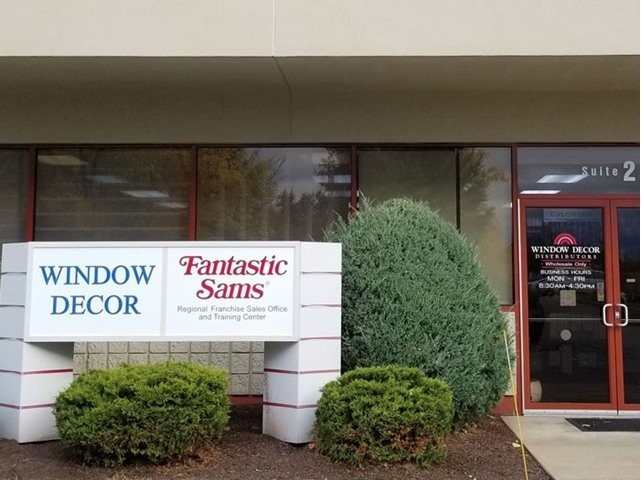 WINDOW
DECOR
Fantastic
Sams®
Regional Franchise Sales Office
and Training Center
Suite 2
WINDOW DECOR
DISTRIBUTORS
Wholesale Only
BUSINESS HOURS
MON - FRI
8:30AM-4:30PM